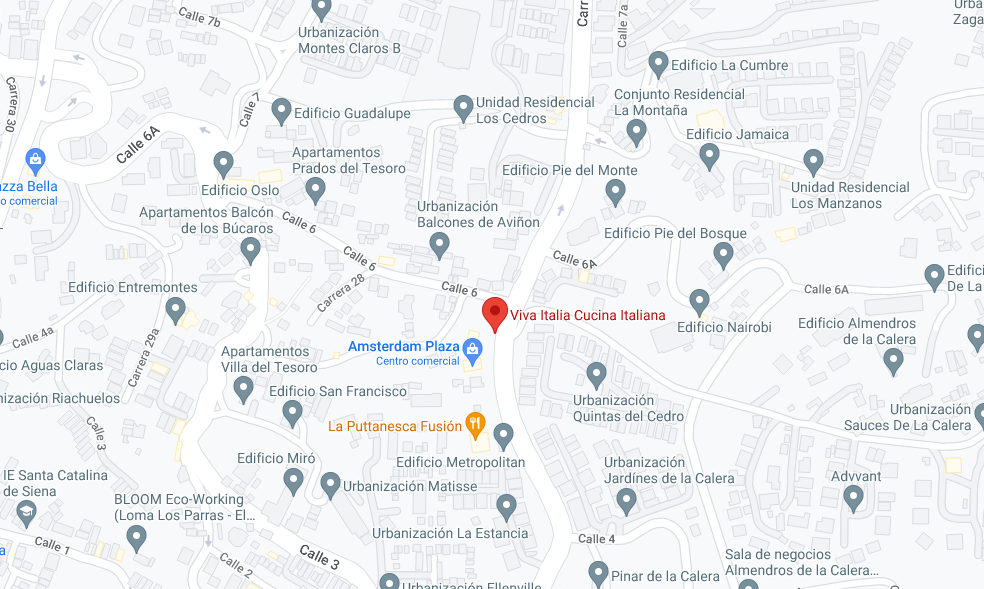 Calle 7b
Urbanización
Montes Claros B
Carr
Calle 7a
Urba
Zaga
Edificio La Cumbre
Carrera 30
Calle 7
Edificio Guadalupe
Unidad Residencial
Los Cedros
Conjunto Residencial
La Montaña
Edificio Jamaica
Calle 6A
azza Bella
o comercial
Edificio Oslo
Apartamentos
Prados del Tesoro
Edificio Pie del Monte
Unidad Residencial
Los Manzanos
Apartamentos Balcón
de los Búcaros
Calle 6
Urbanización
Balcones de Aviñon
Edificio Pie del Bosque
Calle 6
Calle 6A
Carrera 28
Calle 6
Calle 6A
Edifici
De La
Edificio Entremontes
Viva Italia Cucina Italiana
Edificio Nairobi
Edificio Almendros
de la Calera
Calle 4a
Carrera 29a
Amsterdam Plaza
Centro comercial
cio Aguas Claras
Apartamentos
Villa del Tesoro
nización Riachuelos
Edificio San Francisco
Urbanización
Quintas del Cedro
Urbanización
Sauces De La Calera
Calle 3
La Puttanesca Fusión
Edificio Metropolitan
Edificio Miró
Urbanización Matisse
Urbanización
Jardínes de la Calera
IE Santa Catalina
de Siena
Advvant
BLOOM Eco-Working
(Loma Los Parras - El...
Urbanización La Estancia
Calle 4
Calle 1
a
Calle 2
Calle 3
Sala de negocios
Almendros de la Calera...
Pinar de la Calera
Urbanización Ellenville